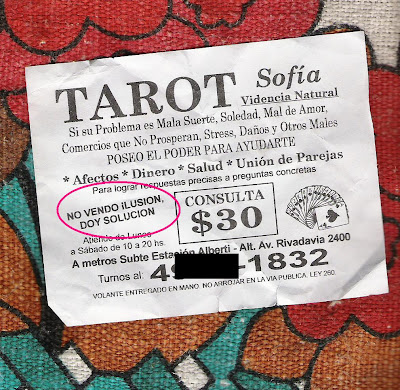 TAROT Sofía
Videncia Natural
Si su Problema es Mala Suerte, Soledad, Mal de Amor,
Comercios que No Prosperan, Stress, Daños y Otros Males
POSEO EL PODER PARA AYUDARTE
* Afectos * Dinero * Salud * Unión de Parejas
Para lograr respuestas precisas a preguntas concretas
NO VENDO iLUSION,
DOY SOLUCION
CONSULTA
$30
Atiende de Lunes
a Sábado de 10 a 20 hs.
A metros Subte Estación Alberti - Alt. Av. Rivadavia 2400
Turnos al: 49 -1832
VOLANTE ENTREGADO EN MANO. NO ARROJAR EN LA VIA PUBLICA. LEY 260.